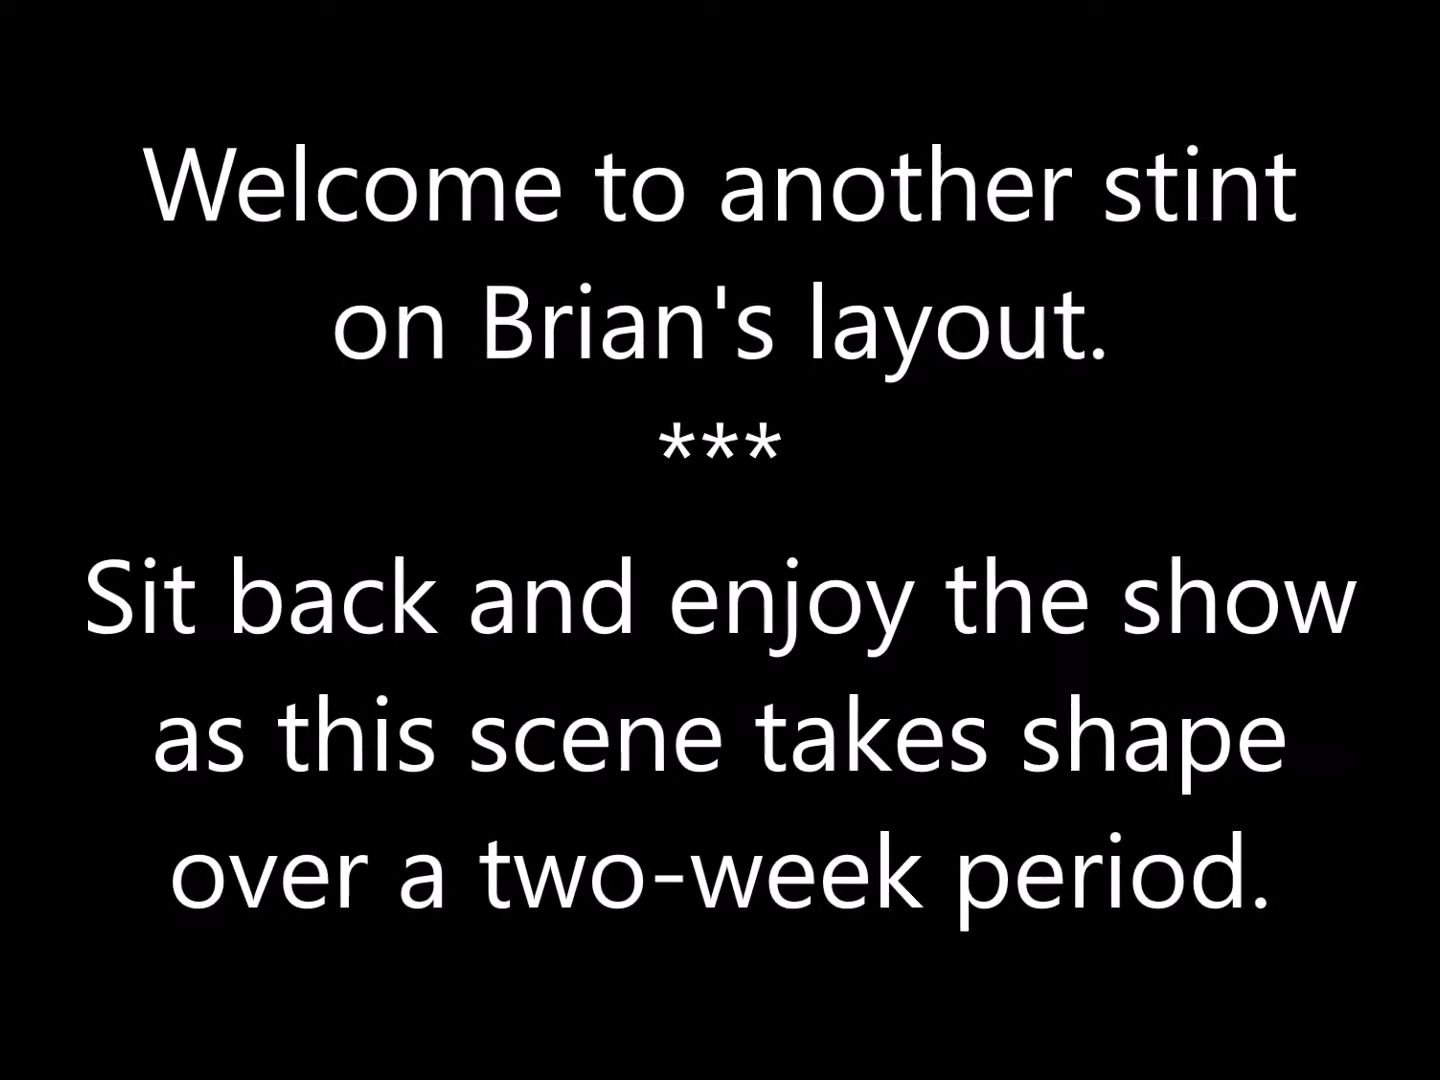 Welcome to another stint
on Brian's layout.
***
Sit back and enjoy the show
as this scene takes shape
over a two-week period.